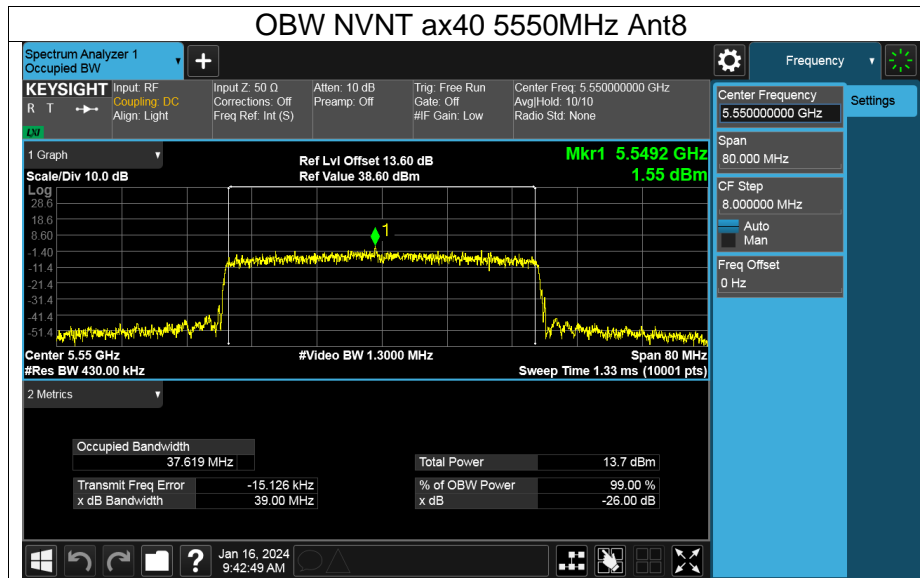 OBW NVNT ax40 5550MHz Ant8
Spectrum Analyzer 1
Occupied BW
+
Frequency
KEYSIGHT
R T
LXI
Input: RF
Coupling: DC
Align: Light
Input Z: 50 Ω
Corrections: Off
Freq Ref: Int (S)
Atten: 10 dB
Preamp: Off
Trig: Free Run
Gate: Off
#IF Gain: Low
Center Freq: 5.550000000 GHz
Avg|Hold: 10/10
Radio Std: None
Center Frequency
5.550000000 GHz
Settings
Span
80.000 MHz
CF Step
8.000000 MHz
Auto
Man
Freq Offset
0 Hz
1 Graph
Scale/Div 10.0 dB
Ref Lvl Offset 13.60 dB
Ref Value 38.60 dBm
Mkr1 5.5492 GHz
1.55 dBm
Log
28.6
18.6
8.60
-1.40
-11.4
-21.4
-31.4
-41.4
-51.4
1
Center 5.55 GHz
#Video BW 1.3000 MHz
Span 80 MHz
#Res BW 430.00 kHz
Sweep Time 1.33 ms (10001 pts)
2 Metrics
Occupied Bandwidth
37.619 MHz
Total Power 13.7 dBm
Transmit Freq Error -15.126 kHz
% of OBW Power 99.00 %
x dB Bandwidth 39.00 MHz
x dB -26.00 dB
?
Jan 16, 2024
9:42:49 AM